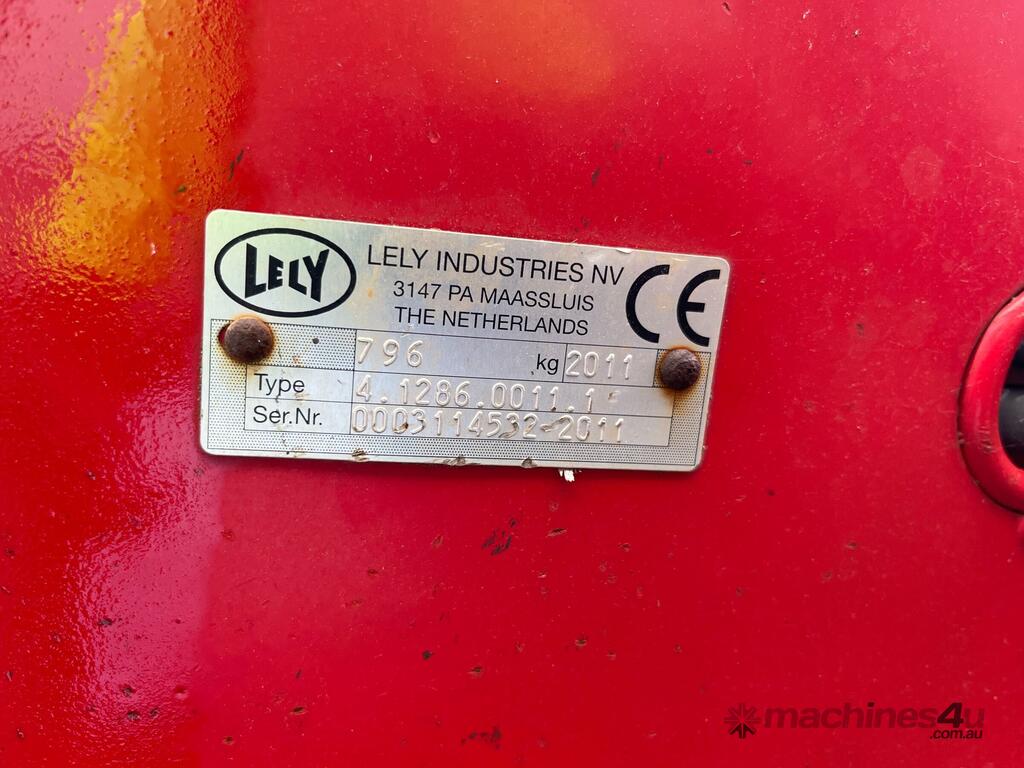 LELY
LELY INDUSTRIES NV
3147 PA MAASSLUIS
THE NETHERLANDS
CE
796 kg 2011
Type 4.1286.0011.1
Ser.Nr. 0003114532-2011
machines4u
.com.au